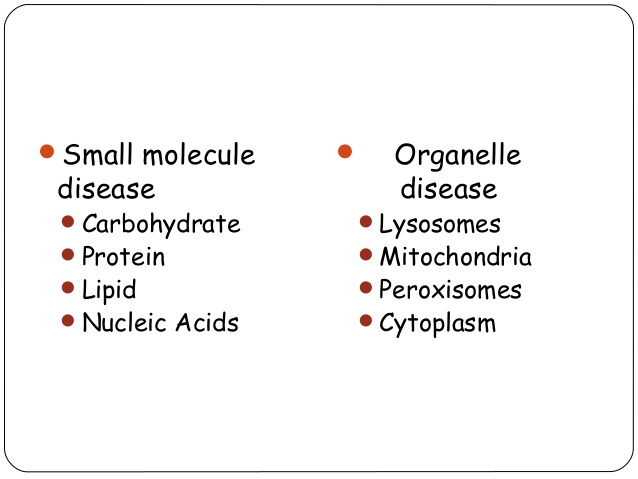 Small molecule
disease
Carbohydrate
Protein
Lipid
Nucleic Acids
Organelle
disease
Lysosomes
Mitochondria
Peroxisomes
Cytoplasm